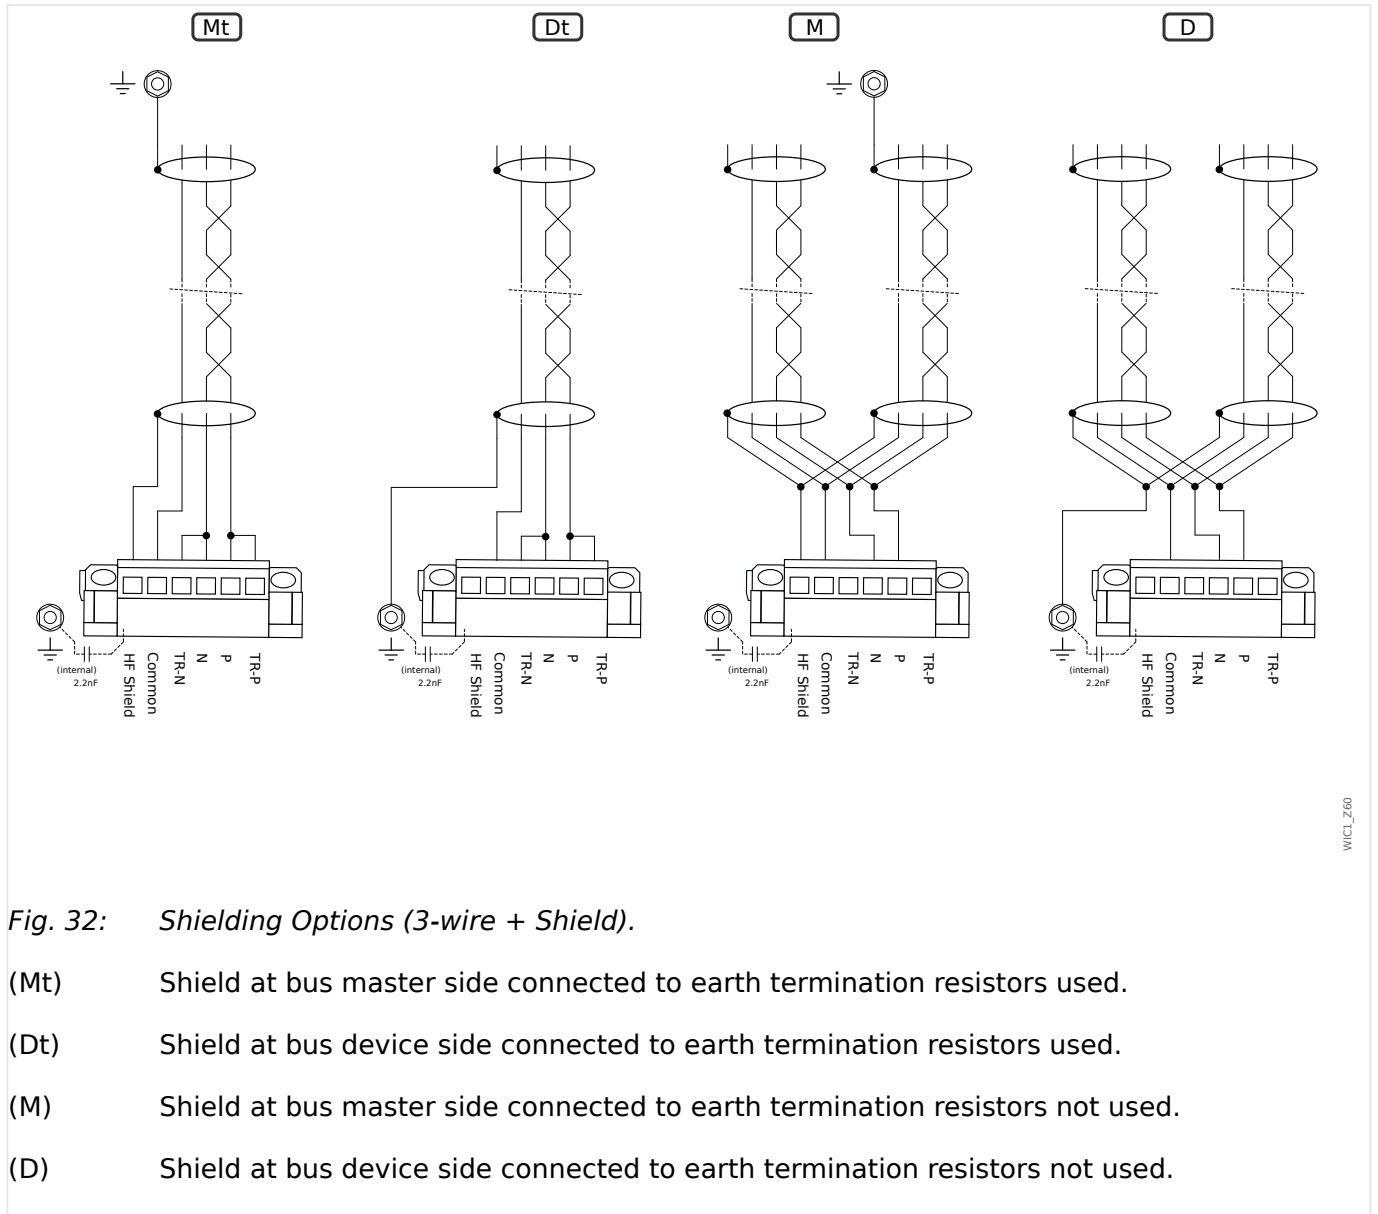 Mt Dt M D
(internal) 2.2nF HF Shield Common TR-N N P TR-P
(internal) 2.2nF HF Shield Common TR-N N P TR-P
(internal) 2.2nF HF Shield Common TR-N N P TR-P
(internal) 2.2nF HF Shield Common TR-N N P TR-P
WIC1_Z60
Fig. 32: Shielding Options (3-wire + Shield).
(Mt) Shield at bus master side connected to earth termination resistors used.
(Dt) Shield at bus device side connected to earth termination resistors used.
(M) Shield at bus master side connected to earth termination resistors not used.
(D) Shield at bus device side connected to earth termination resistors not used.